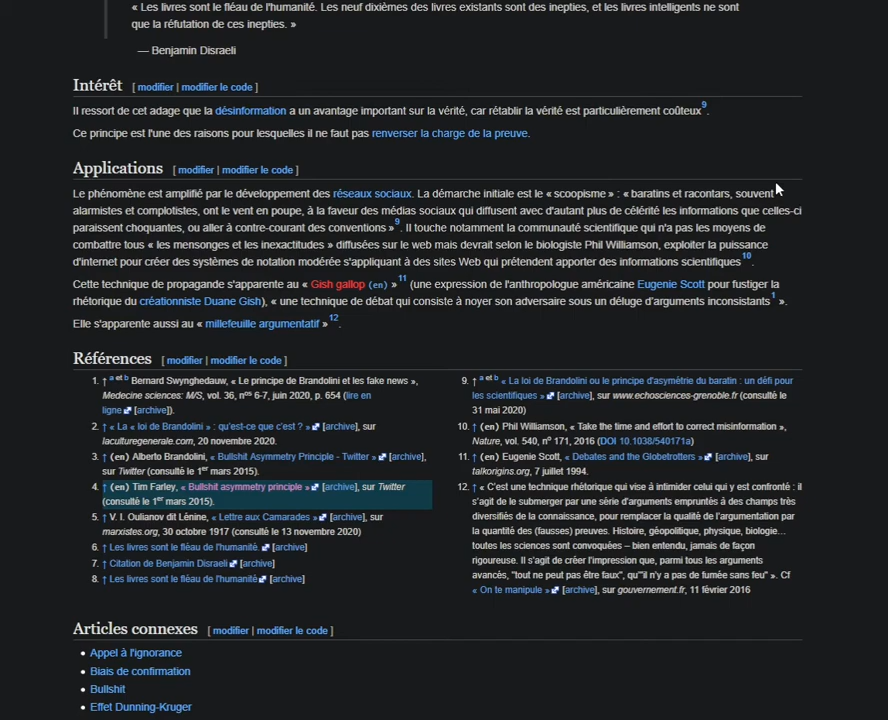 « Les livres sont le fléau de l'humanité. Les neuf dixièmes des livres existants sont des inepties, et les livres intelligents ne sont
que la réfutation de ces inepties. »
— Benjamin Disraeli
Intérêt [ modifier | modifier le code ]
Il ressort de cet adage que la désinformation a un avantage important sur la vérité, car rétablir la vérité est particulièrement coûteux9.
Ce principe est l'une des raisons pour lesquelles il ne faut pas renverser la charge de la preuve.
Applications [ modifier | modifier le code ]
Le phénomène est amplifié par le développement des réseaux sociaux. La démarche initiale est le « scoopisme » : « baratins et racontars, souvent
alarmistes et complotistes, ont le vent en poupe, à la faveur des médias sociaux qui diffusent avec d'autant plus de célérité les informations que celles-ci
paraissent choquantes, ou aller à contre-courant des conventions »9. Il touche notamment la communauté scientifique qui n'a pas les moyens de
combattre tous « les mensonges et les inexactitudes » diffusées sur le web mais devrait selon le biologiste Phil Williamson, exploiter la puissance
d'internet pour créer des systèmes de notation modérée s'appliquant à des sites Web qui prétendent apporter des informations scientifiques10.
Cette technique de propagande s'apparente au « Gish gallop (en) »11 (une expression de l'anthropologue américaine Eugenie Scott pour fustiger la
rhétorique du créationniste Duane Gish), « une technique de débat qui consiste à noyer son adversaire sous un déluge d'arguments inconsistants1 ».
Elle s'apparente aussi au « millefeuille argumentatif »12.
Références [ modifier | modifier le code ]
1. ↑ a et b Bernard Swynghedauw, « Le principe de Brandolini et les fake news »,
Medecine sciences: M/S, vol. 36, nos 6-7, juin 2020, p. 654 (lire en
ligne [archive]).
2. ↑ « La « loi de Brandolini » : qu'est-ce que c'est ? » [archive], sur
laculturegenerale.com, 20 novembre 2020.
3. ↑ (en) Alberto Brandolini, « Bullshit Asymmetry Principle - Twitter » [archive],
sur Twitter (consulté le 1er mars 2015).
4. ↑ (en) Tim Farley, « Bullshit asymmetry principle » [archive], sur Twitter
(consulté le 1er mars 2015).
5. ↑ V. I. Oulianov dit Lénine, « Lettre aux Camarades » [archive], sur
marxistes.org, 30 octobre 1917 (consulté le 13 novembre 2020)
6. ↑ Les livres sont le fléau de l'humanité. [archive]
7. ↑ Citation de Benjamin Disraeli [archive]
8. ↑ Les livres sont le fléau de l'humanité [archive]
9. ↑ a et b « La loi de Brandolini ou le principe d'asymétrie du baratin : un défi pour
les scientifiques » [archive], sur www.echosciences-grenoble.fr (consulté le
31 mai 2020)
10. ↑ (en) Phil Williamson, « Take the time and effort to correct misinformation »,
Nature, vol. 540, no 171, 2016 (DOI 10.1038/540171a)
11. ↑ (en) Eugenie Scott, « Debates and the Globetrotters » [archive], sur
talkorigins.org, 7 juillet 1994.
12. ↑ « C'est une technique rhétorique qui vise à intimider celui qui y est confronté : il
s'agit de le submerger par une série d'arguments empruntés à des champs très
diversifiés de la connaissance, pour remplacer la qualité de l'argumentation par
la quantité des (fausses) preuves. Histoire, géopolitique, physique, biologie...
toutes les sciences sont convoquées – bien entendu, jamais de façon
rigoureuse. Il s'agit de créer l'impression que, parmi tous les arguments
avancés, "tout ne peut pas être faux", qu'"il n'y a pas de fumée sans feu" ». Cf
« On te manipule » [archive], sur gouvernement.fr, 11 février 2016
Articles connexes [ modifier | modifier le code ]
• Appel à l'ignorance
• Biais de confirmation
• Bullshit
• Effet Dunning-Kruger